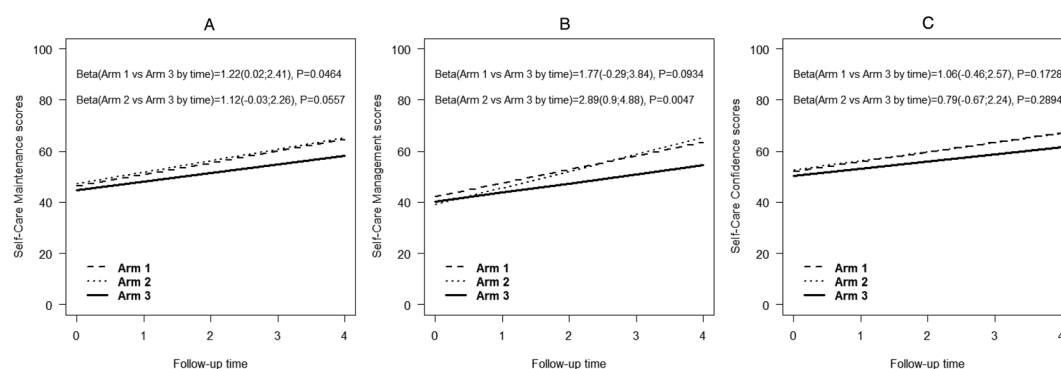 A
100
80
60
40
20
0
Self-Care Maintenance scores
Beta(Arm 1 vs Arm 3 by time)=1.22(0.02;2.41), P=0.0464
Beta(Arm 2 vs Arm 3 by time)=1.12(-0.03;2.26), P=0.0557
Arm 1
Arm 2
Arm 3
0 1 2 3 4
Follow-up time
B
100
80
60
40
20
0
Self-Care Management scores
Beta(Arm 1 vs Arm 3 by time)=1.77(-0.29;3.84), P=0.0934
Beta(Arm 2 vs Arm 3 by time)=2.89(0.9;4.88), P=0.0047
Arm 1
Arm 2
Arm 3
0 1 2 3 4
Follow-up time
C
100
80
60
40
20
0
Self-Care Confidence scores
Beta(Arm 1 vs Arm 3 by time)=1.06(-0.46;2.57), P=0.1728
Beta(Arm 2 vs Arm 3 by time)=0.79(-0.67;2.24), P=0.2894
Arm 1
Arm 2
Arm 3
0 1 2 3 4
Follow-up time